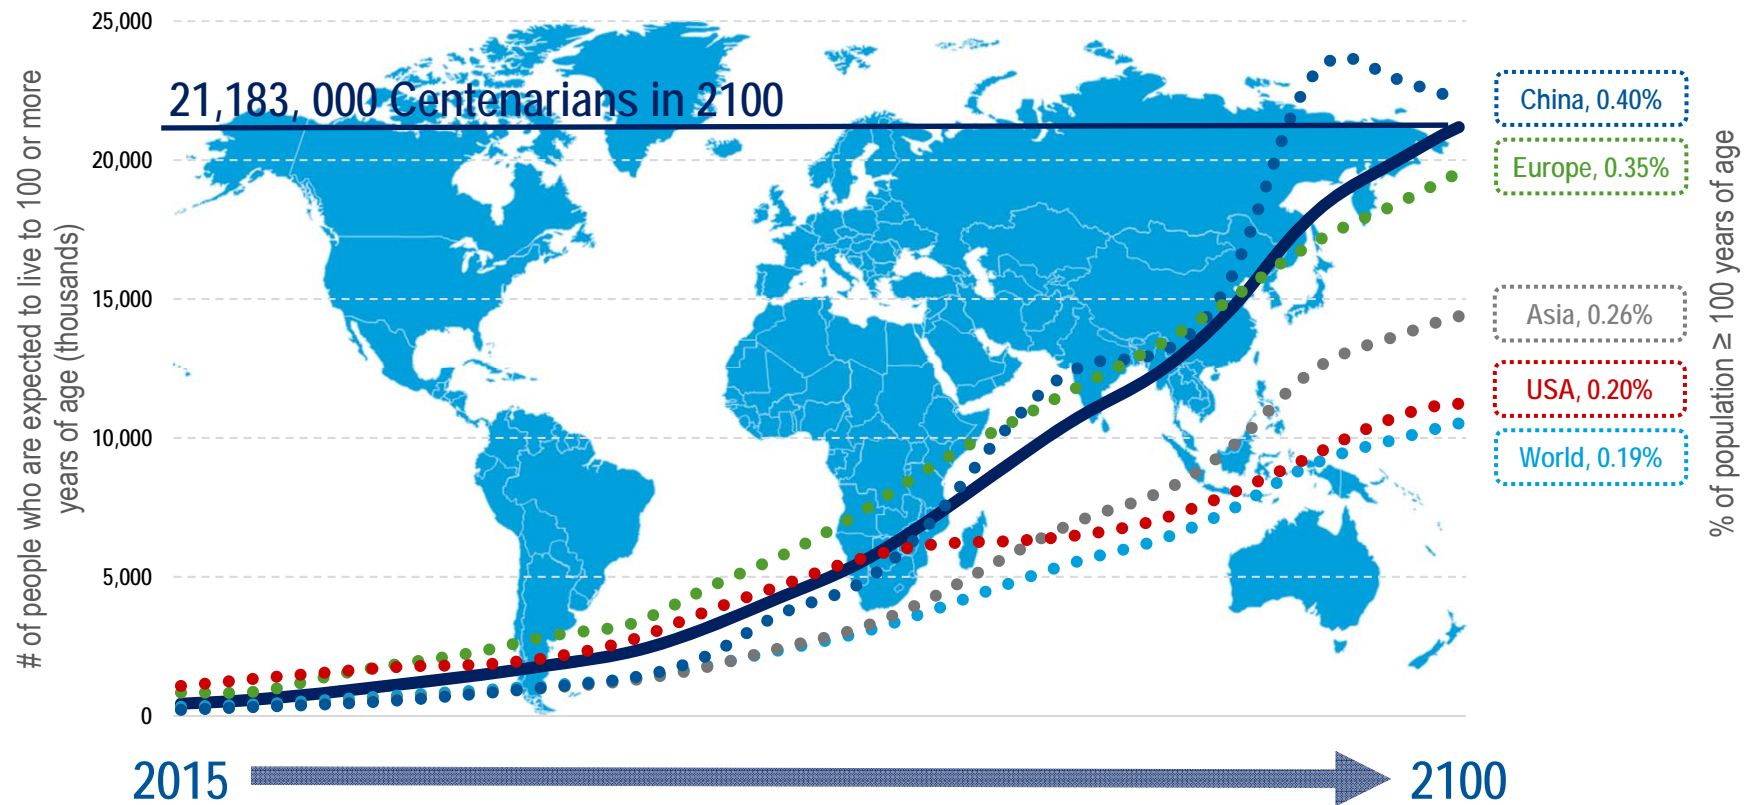 25,000
20,000
15,000
10,000
5,000
0
# of people who are expected to live to 100 or more
years of age (thousands)
21,183, 000 Centenarians in 2100
China, 0.40%
Europe, 0.35%
Asia, 0.26%
USA, 0.20%
World, 0.19%
% of population ≥ 100 years of age
2015
2100